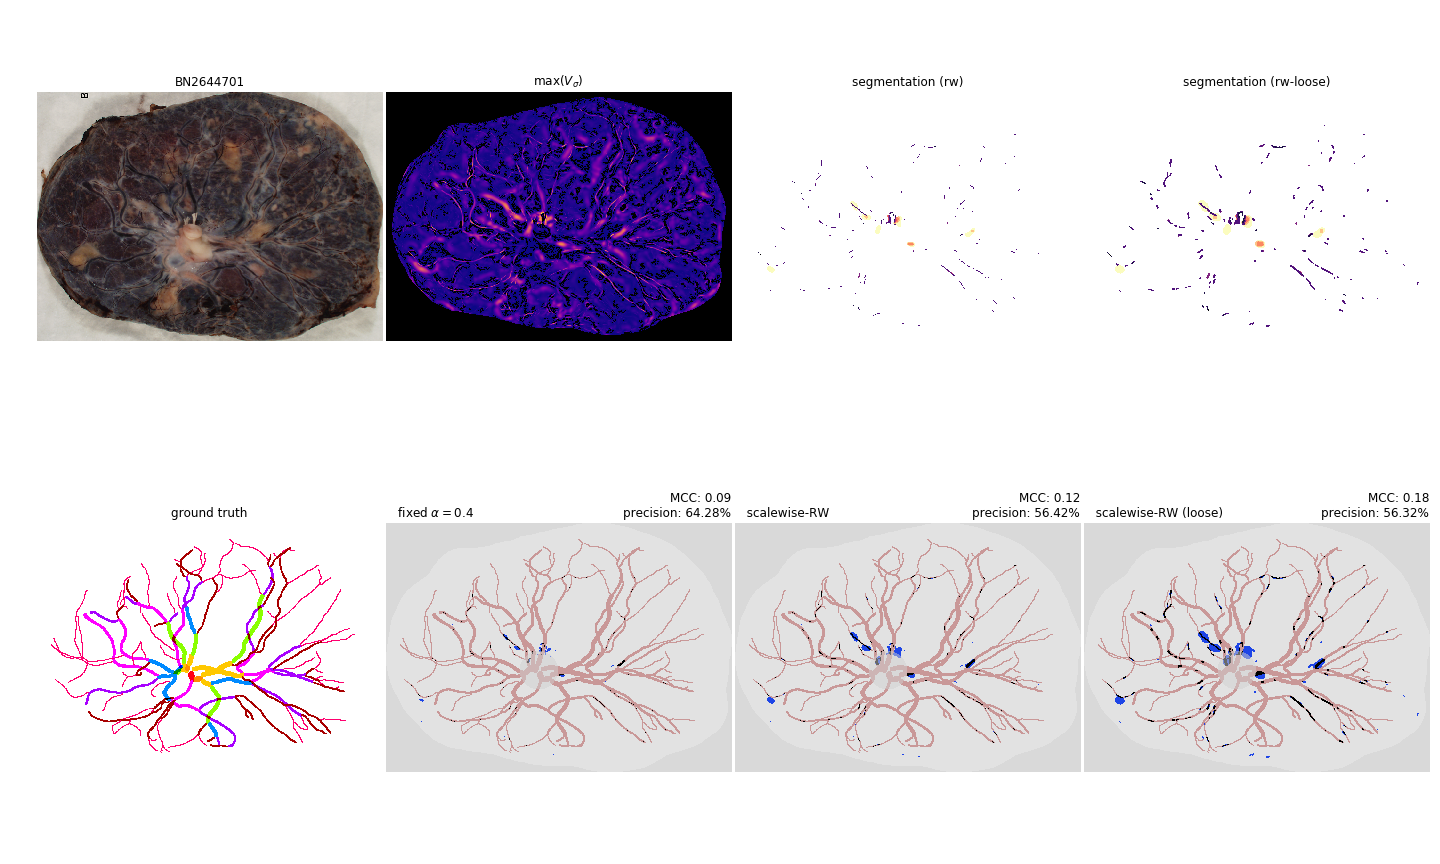 BN2644701
max(V_σ)
segmentation (rw)
segmentation (rw-loose)
ground truth
fixed α = 0.4
MCC: 0.09
precision: 64.28%
scalewise-RW
MCC: 0.12
precision: 56.42%
scalewise-RW (loose)
MCC: 0.18
precision: 56.32%